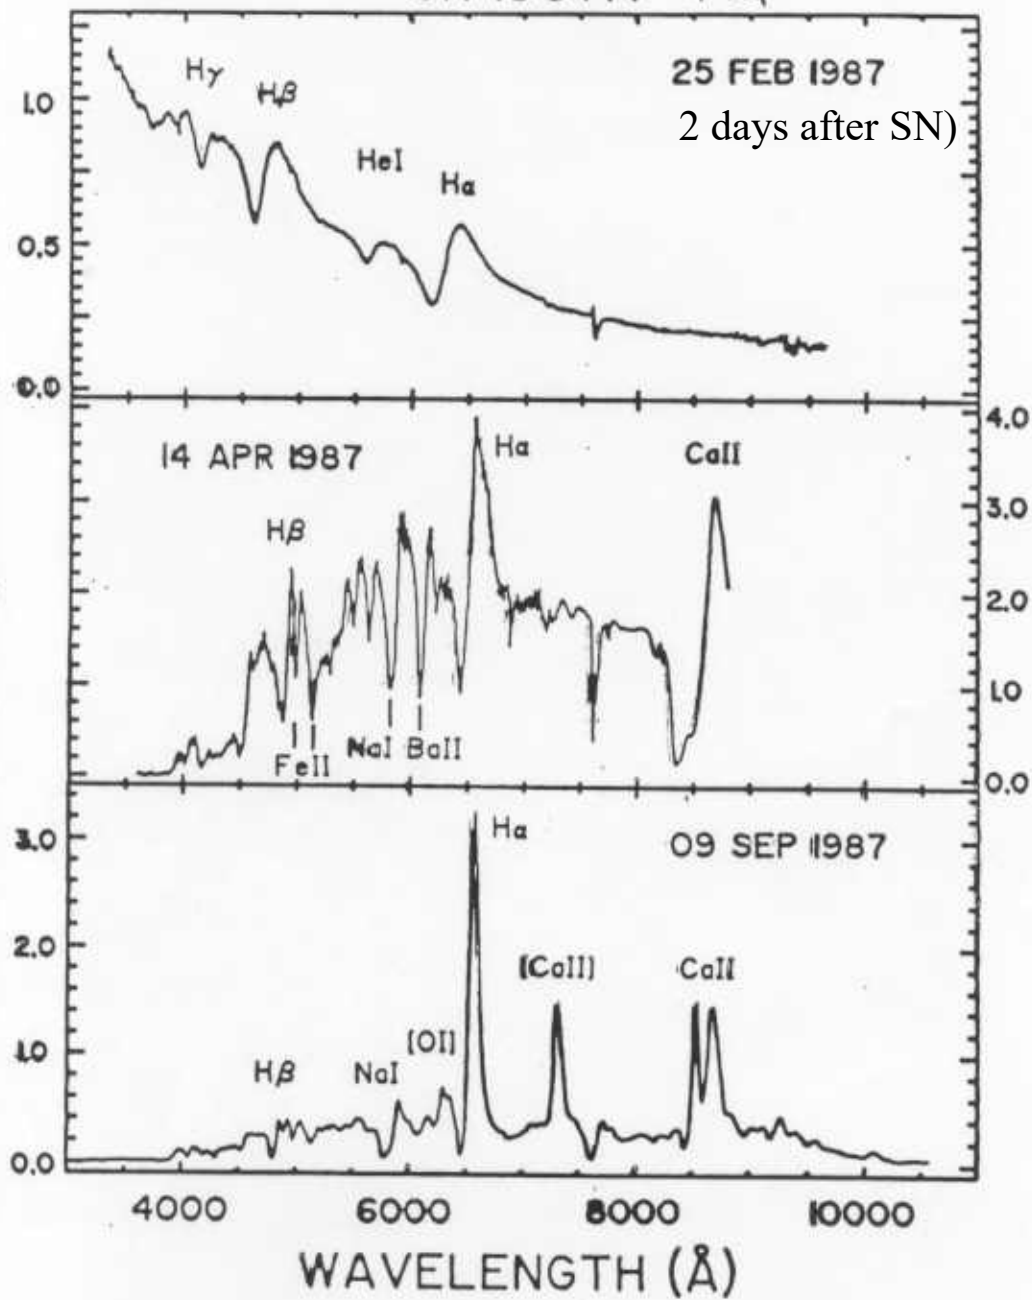 25 FEB 1987
2 days after SN)
Hγ
Hβ
HeI
Hα
1.0
0.5
0.0
14 APR 1987
Hα
CaII
Hβ
NaI BaII
FeII
4.0
3.0
2.0
1.0
0.0
09 SEP 1987
Hα
[CaII]
CaII
[OI]
Hβ
NaI
3.0
2.0
1.0
0.0
4000 6000 8000 10000
WAVELENGTH (Å)